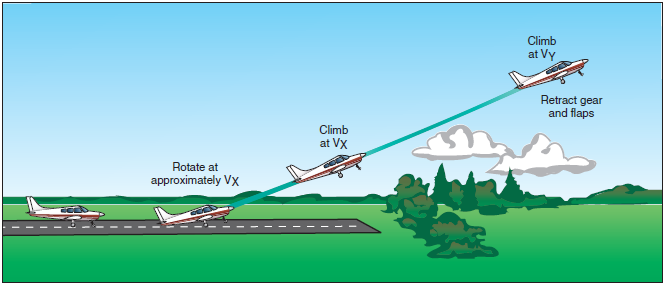 Rotate at
approximately VX
Climb
at VX
Climb
at VY
Retract gear
and flaps